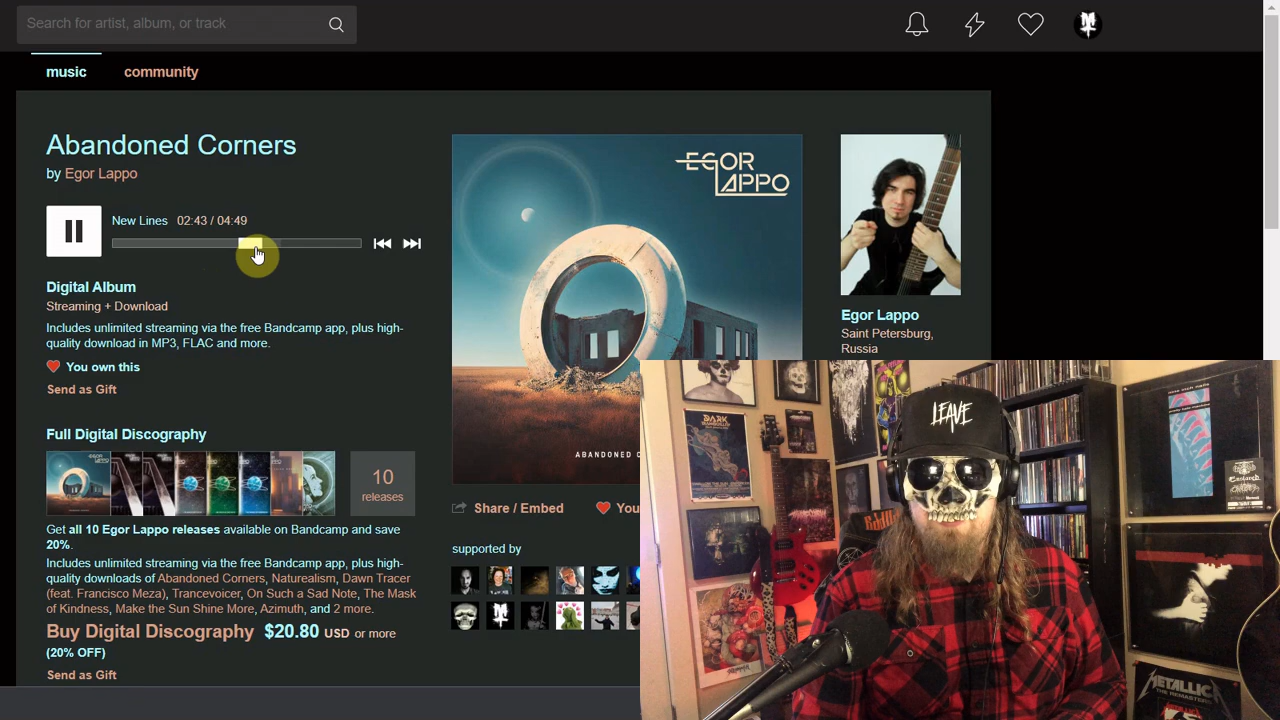 Search for artist, album, or track
music
community
Abandoned Corners
by Egor Lappo
New Lines 02:43 / 04:49
Digital Album
Streaming + Download
Includes unlimited streaming via the free Bandcamp app, plus high-
quality download in MP3, FLAC and more.
You own this
Send as Gift
Full Digital Discography
10
releases
Get all 10 Egor Lappo releases available on Bandcamp and save
20%.
Includes unlimited streaming via the free Bandcamp app, plus high-
quality downloads of Abandoned Corners, Naturealism, Dawn Tracer
(feat. Francisco Meza), Trancevoicer, On Such a Sad Note, The Mask
of Kindness, Make the Sun Shine More, Azimuth, and 2 more.
Buy Digital Discography $20.80 USD or more
(20% OFF)
Send as Gift
EGOR
LAPPO
ABANDONED C
Share / Embed
You
supported by
Egor Lappo
Saint Petersburg,
Russia
LEAVE
DARK
METALLICA